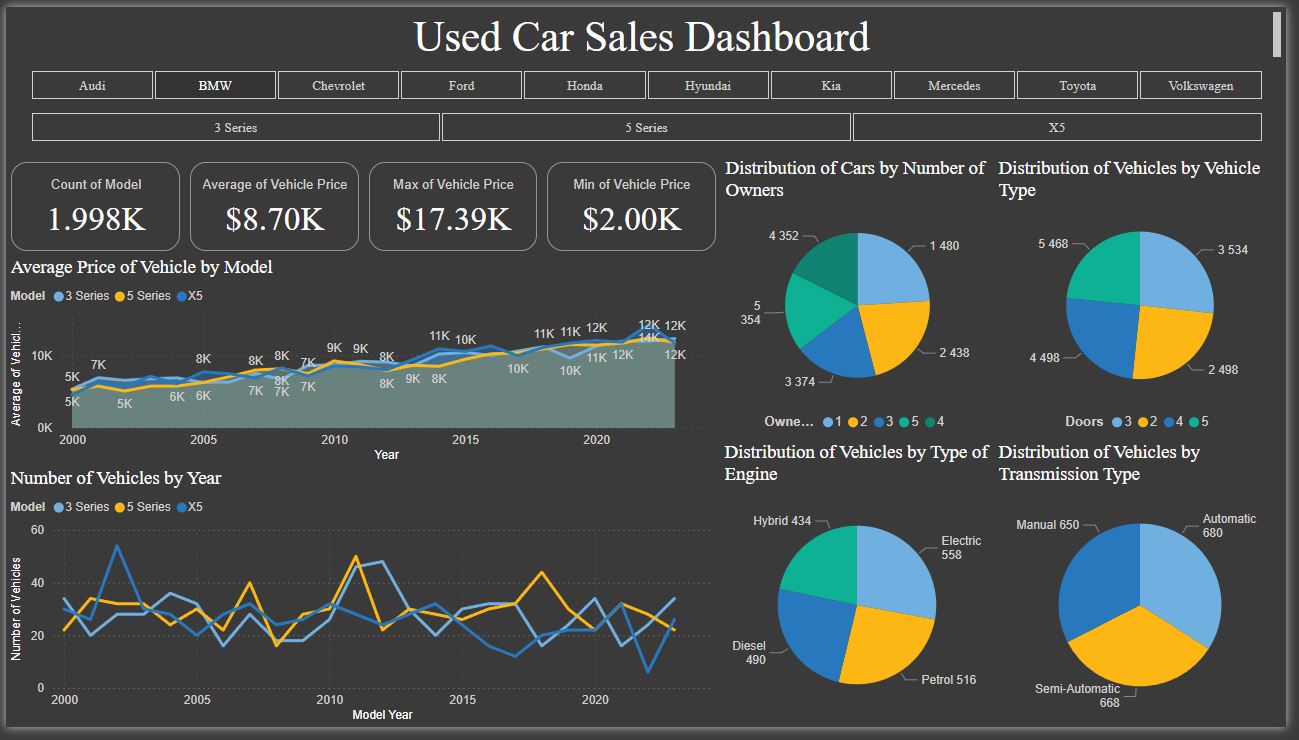 Used Car Sales Dashboard
Audi BMW Chevrolet Ford Honda Hyundai Kia Mercedes Toyota Volkswagen
3 Series 5 Series X5
Count of Model
1.998K
Average of Vehicle Price
$8.70K
Max of Vehicle Price
$17.39K
Min of Vehicle Price
$2.00K
Average Price of Vehicle by Model
Model 3 Series 5 Series X5
Average of Vehicl...
10K
0K
5K 7K 8K 8K 8K 7K 9K 9K 8K 11K 10K 11K 11K 12K 12K 12K
5K 5K 6K 6K 7K 8K 7K 7K 8K 9K 8K 10K 10K 11K 12K 14K 12K
2000 2005 2010 2015 2020
Year
Number of Vehicles by Year
Model 3 Series 5 Series X5
Number of Vehicles
60
40
20
0
2000 2005 2010 2015 2020
Model Year
Distribution of Cars by Number of
Owners
4 352
1 480
5
354
2 438
3 374
Owne... 1 2 3 5 4
Distribution of Vehicles by Vehicle
Type
5 468
3 534
4 498
2 498
Doors 3 2 4 5
Distribution of Vehicles by Type of
Engine
Hybrid 434
Electric
558
Diesel
490
Petrol 516
Distribution of Vehicles by
Transmission Type
Manual 650
Automatic
680
Semi-Automatic
668